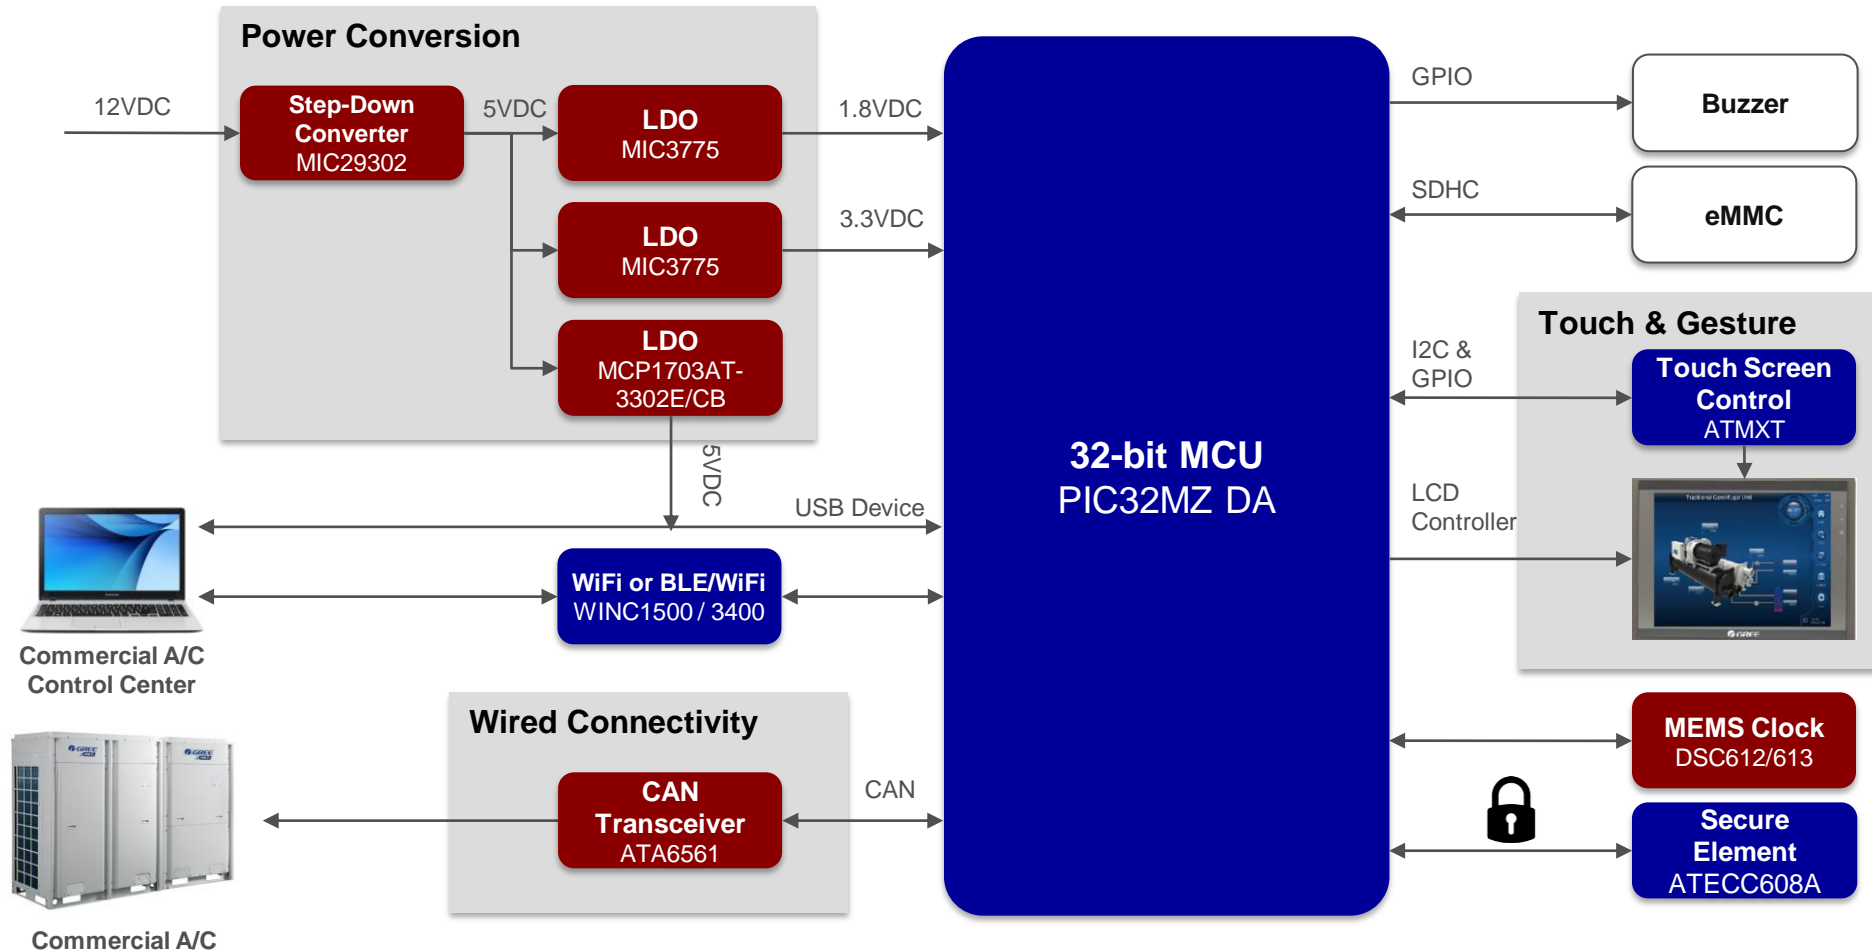 Power Conversion
12VDC
Step-Down
Converter
MIC29302
5VDC
LDO
MIC3775
1.8VDC
LDO
MIC3775
3.3VDC
LDO
MCP1703AT-
3302E/CB
5VDC
USB Device
WiFi or BLE/WiFi
WINC1500 / 3400
Commercial A/C
Control Center
Wired Connectivity
CAN
Transceiver
ATA6561
CAN
GREE
GREE
Commercial A/C
32-bit MCU
PIC32MZ DA
GPIO
Buzzer
SDHC
eMMC
Touch & Gesture
I2C &
GPIO
Touch Screen
Control
ATMXT
LCD
Controller
GREE
MEMS Clock
DSC612/613
Secure
Element
ATECC608A